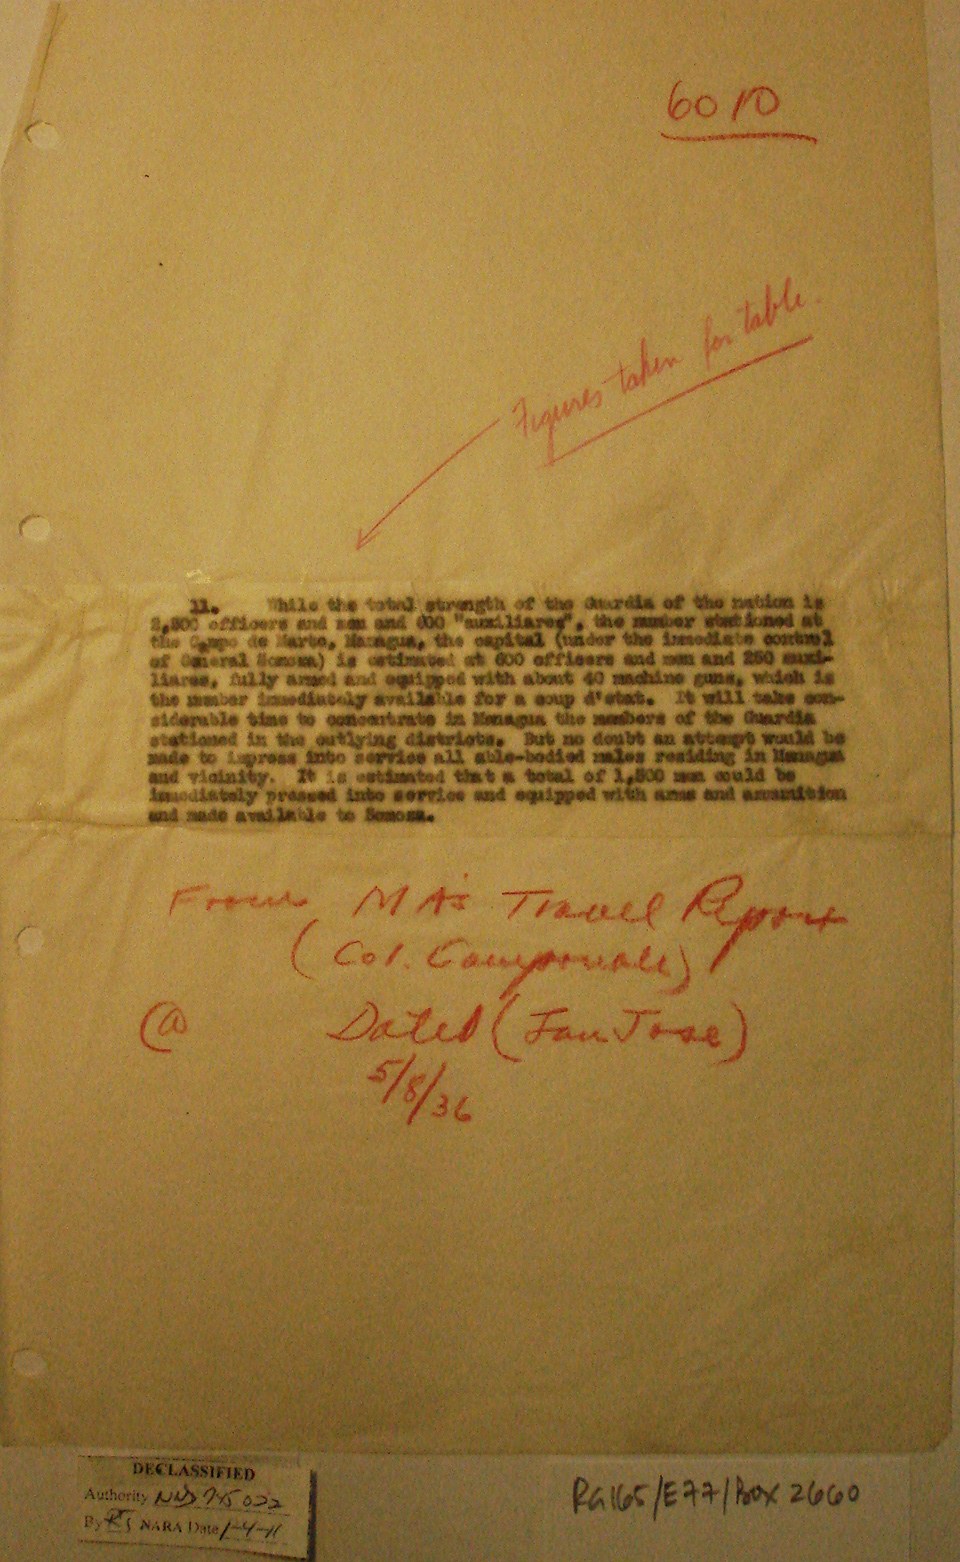 6010
Figures taken for table.
11. While the total strength of the Guardia of the nation is
2,500 officers and men and 600 "auxiliares", the number stationed at
the Campo de Marte, Managua, the capital (under the immediate control
of General Somoza) is estimated at 600 officers and men and 250 auxi-
liares, fully armed and equipped with about 40 machine guns, which is
the number immediately available for a coup d'etat. It will take con-
siderable time to concentrate in Managua the members of the Guardia
stationed in the outlying districts. But no doubt an attempt would be
made to impress into service all able-bodied males residing in Managua
and vicinity. It is estimated that a total of 1,500 men could be
immediately pressed into service and equipped with arms and ammunition
and made available to Somoza.
From MA's Travel Report
(Col.
@ Dated (San Jose)
5/8/36
DECLASSIFIED
Authority NND 745022
By NARA Date 1-4-11
RG165/E77/Box 2660